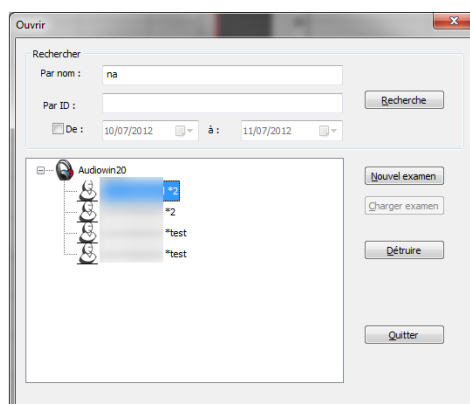 Ouvrir
Rechercher
Par nom :
na
Par ID :
Recherche
De :
10/07/2012
à :
11/07/2012
Audiowin20
*2
*2
*test
*test
Nouvel examen
Charger examen
Détruire
Quitter